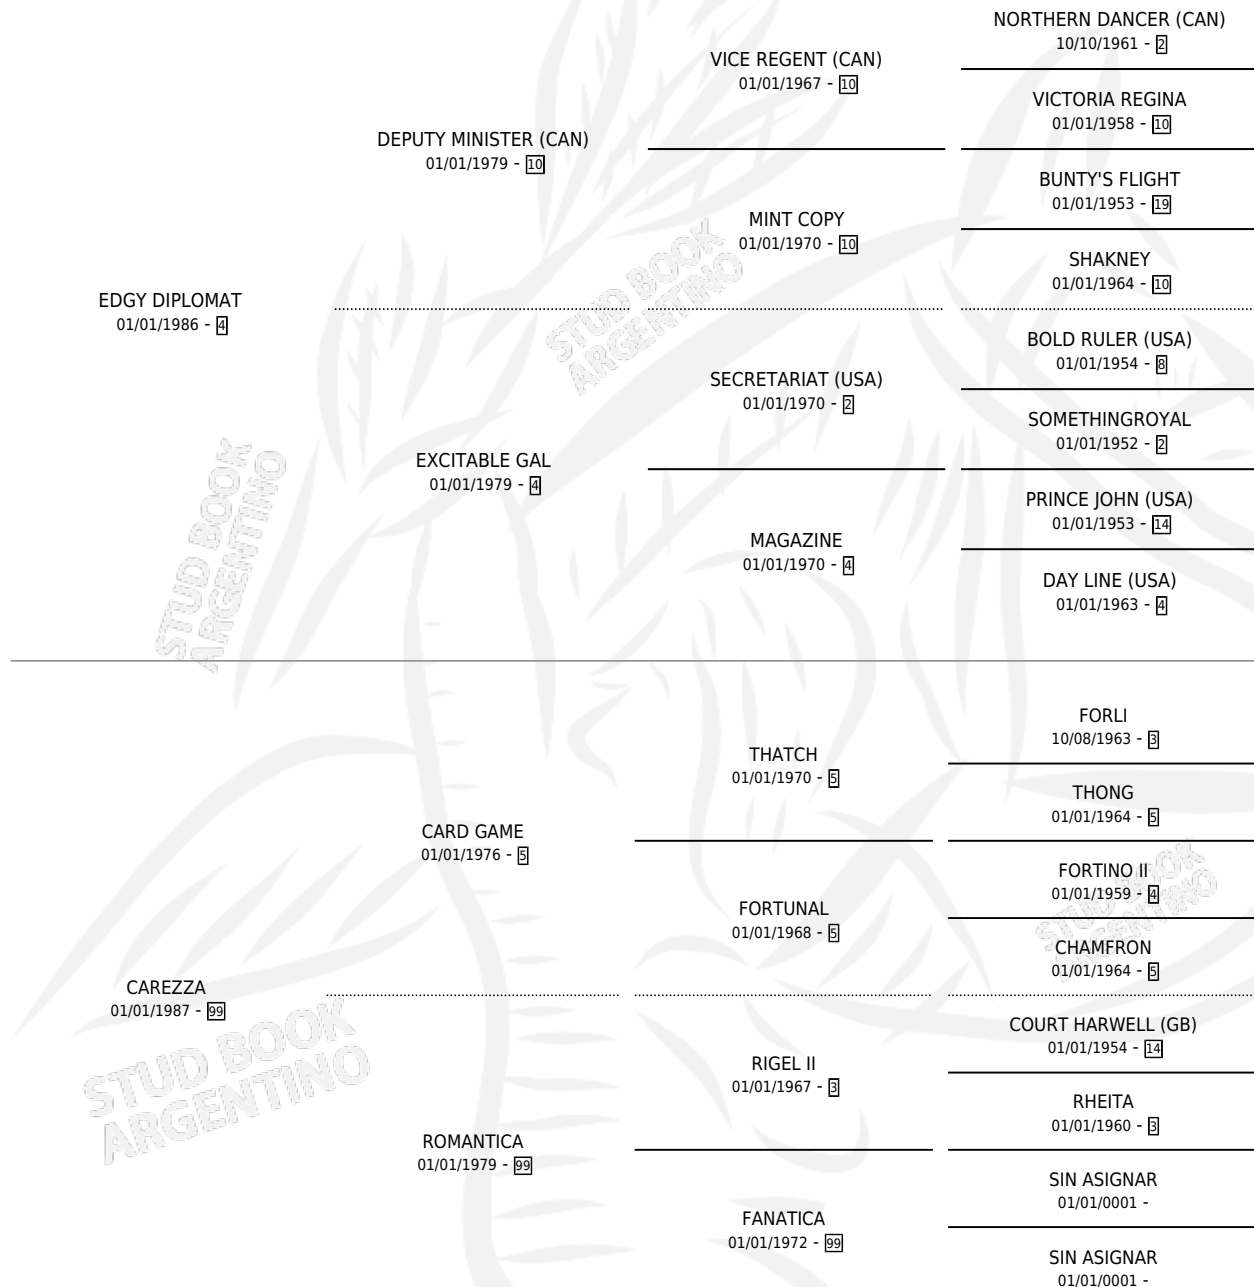 NORTHERN DANCER (CAN)
10/10/1961 - 2
VICE REGENT (CAN)
01/01/1967 - 10
VICTORIA REGINA
01/01/1958 - 10
DEPUTY MINISTER (CAN)
01/01/1979 - 10
BUNTY'S FLIGHT
01/01/1953 - 19
MINT COPY
01/01/1970 - 10
SHAKNEY
01/01/1964 - 10
EDGY DIPLOMAT
01/01/1986 - 4
STUD BOOK
ARGENTINO
BOLD RULER (USA)
01/01/1954 - 8
SECRETARIAT (USA)
01/01/1970 - 2
SOMETHINGROYAL
01/01/1952 - 2
EXCITABLE GAL
01/01/1979 - 4
PRINCE JOHN (USA)
01/01/1953 - 14
MAGAZINE
01/01/1970 - 4
DAY LINE (USA)
01/01/1963 - 4
STUD BOOK
ARGENTINO
FORLI
10/08/1963 - 3
THATCH
01/01/1970 - 5
THONG
01/01/1964 - 5
CARD GAME
01/01/1976 - 5
FORTINO II
01/01/1959 - 4
FORTUNAL
01/01/1968 - 5
STUD BOOK
ARGENTINO
CHAMFRON
01/01/1964 - 5
CAREZZA
01/01/1987 - 99
STUD BOOK
ARGENTINO
COURT HARWELL (GB)
01/01/1954 - 14
RIGEL II
01/01/1967 - 3
RHEITA
01/01/1960 - 3
ROMANTICA
01/01/1979 - 99
SIN ASIGNAR
01/01/0001 -
FANATICA
01/01/1972 - 99
SIN ASIGNAR
01/01/0001 -